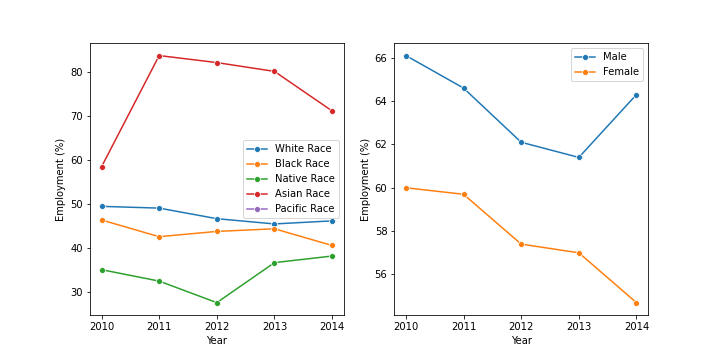 80
70
60
50
40
30
Employment (%)
2010 2011 2012 2013 2014
Year
White Race
Black Race
Native Race
Asian Race
Pacific Race
66
64
62
60
58
56
Employment (%)
2010 2011 2012 2013 2014
Year
Male
Female